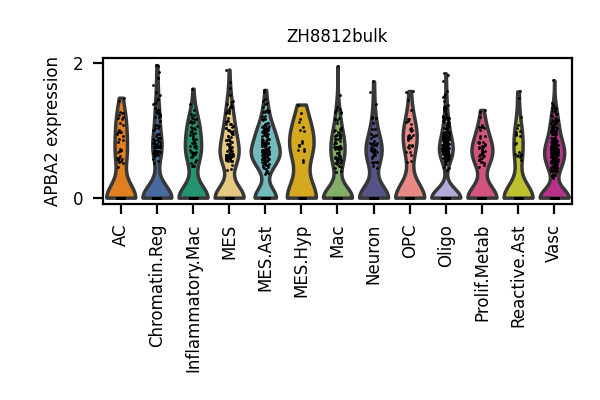 ZH8812bulk
APBA2 expression
2
0
AC
Chromatin.Reg
Inflammatory.Mac
MES
MES.Ast
MES.Hyp
Mac
Neuron
OPC
Oligo
Prolif.Metab
Reactive.Ast
Vasc